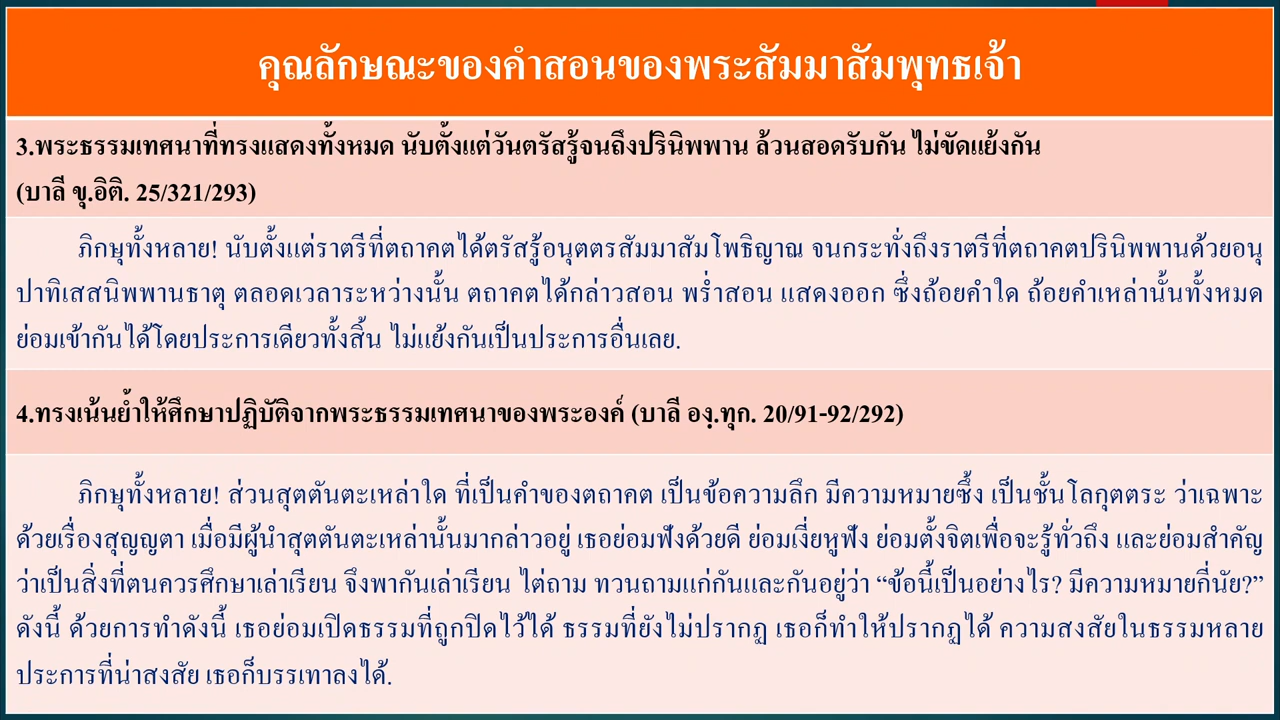 คุณลักษณะของคำสอนของพระสัมมาสัมพุทธเจ้า
3.พระธรรมเทศนาที่ทรงแสดงทั้งหมด นับตั้งแต่วันตรัสรู้จนถึงปรินิพพาน ล้วนสอดรับกัน ไม่ขัดแย้งกัน
(บาลี ขุ.อิติ. 25/321/293)
ภิกษุทั้งหลาย! นับตั้งแต่ราตรีที่ตถาคตได้ตรัสรู้อนุตตรสัมมาสัมโพธิญาณ จนกระทั่งถึงราตรีที่ตถาคตปรินิพพานด้วยอนุ
ปาทิเสสนิพพานธาตุ ตลอดเวลาระหว่างนั้น ตถาคตได้กล่าวสอน พร่ำสอน แสดงออก ซึ่งถ้อยคำใด ถ้อยคำเหล่านั้นทั้งหมด
ย่อมเข้ากันได้โดยประการเดียวทั้งสิ้น ไม่แย้งกันเป็นประการอื่นเลย.
4.ทรงเน้นย้ำให้ศึกษาปฏิบัติจากพระธรรมเทศนาของพระองค์ (บาลี องฺ.ทุก. 20/91-92/292)
ภิกษุทั้งหลาย! ส่วนสุตตันตะเหล่าใด ที่เป็นคำของตถาคต เป็นข้อความลึก มีความหมายซึ้ง เป็นชั้นโลกุตตระ ว่าเฉพาะ
ด้วยเรื่องสุญญตา เมื่อมีผู้นำสุตตันตะเหล่านั้นมากล่าวอยู่ เธอย่อมฟังด้วยดี ย่อมเงี่ยหูฟัง ย่อมตั้งจิตเพื่อจะรู้ทั่วถึง และย่อมสำคัญ
ว่าเป็นสิ่งที่ตนควรศึกษาเล่าเรียน จึงพากันเล่าเรียน ไต่ถาม ทวนถามแก่กันและกันอยู่ว่า “ข้อนี้เป็นอย่างไร? มีความหมายกี่นัย?”
ดังนี้ ด้วยการทำดังนี้ เธอย่อมเปิดธรรมที่ถูกปิดไว้ได้ ธรรมที่ยังไม่ปรากฏ เธอก็ทำให้ปรากฏได้ ความสงสัยในธรรมหลาย
ประการที่น่าสงสัย เธอก็บรรเทาลงได้.